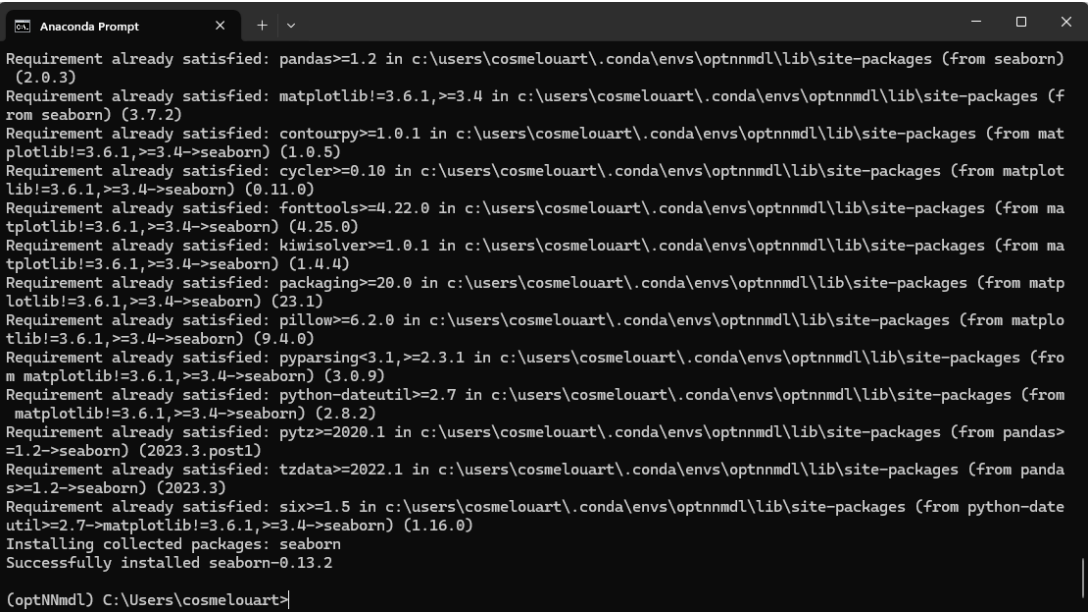 Anaconda Prompt
Requirement already satisfied: pandas>=1.2 in c:\users\cosmelouart\.conda\envs\optnnmdl\lib\site-packages (from seaborn)
 (2.0.3)
Requirement already satisfied: matplotlib!=3.6.1,>=3.4 in c:\users\cosmelouart\.conda\envs\optnnmdl\lib\site-packages (f
rom seaborn) (3.7.2)
Requirement already satisfied: contourpy>=1.0.1 in c:\users\cosmelouart\.conda\envs\optnnmdl\lib\site-packages (from mat
plotlib!=3.6.1,>=3.4->seaborn) (1.0.5)
Requirement already satisfied: cycler>=0.10 in c:\users\cosmelouart\.conda\envs\optnnmdl\lib\site-packages (from matplot
lib!=3.6.1,>=3.4->seaborn) (0.11.0)
Requirement already satisfied: fonttools>=4.22.0 in c:\users\cosmelouart\.conda\envs\optnnmdl\lib\site-packages (from ma
tplotlib!=3.6.1,>=3.4->seaborn) (4.25.0)
Requirement already satisfied: kiwisolver>=1.0.1 in c:\users\cosmelouart\.conda\envs\optnnmdl\lib\site-packages (from ma
tplotlib!=3.6.1,>=3.4->seaborn) (1.4.4)
Requirement already satisfied: packaging>=20.0 in c:\users\cosmelouart\.conda\envs\optnnmdl\lib\site-packages (from matp
lotlib!=3.6.1,>=3.4->seaborn) (23.1)
Requirement already satisfied: pillow>=6.2.0 in c:\users\cosmelouart\.conda\envs\optnnmdl\lib\site-packages (from matplo
tlib!=3.6.1,>=3.4->seaborn) (9.4.0)
Requirement already satisfied: pyparsing<3.1,>=2.3.1 in c:\users\cosmelouart\.conda\envs\optnnmdl\lib\site-packages (fro
m matplotlib!=3.6.1,>=3.4->seaborn) (3.0.9)
Requirement already satisfied: python-dateutil>=2.7 in c:\users\cosmelouart\.conda\envs\optnnmdl\lib\site-packages (from
 matplotlib!=3.6.1,>=3.4->seaborn) (2.8.2)
Requirement already satisfied: pytz>=2020.1 in c:\users\cosmelouart\.conda\envs\optnnmdl\lib\site-packages (from pandas>
=1.2->seaborn) (2023.3.post1)
Requirement already satisfied: tzdata>=2022.1 in c:\users\cosmelouart\.conda\envs\optnnmdl\lib\site-packages (from panda
s>=1.2->seaborn) (2023.3)
Requirement already satisfied: six>=1.5 in c:\users\cosmelouart\.conda\envs\optnnmdl\lib\site-packages (from python-date
util>=2.7->matplotlib!=3.6.1,>=3.4->seaborn) (1.16.0)
Installing collected packages: seaborn
Successfully installed seaborn-0.13.2
(optNNmdl) C:\Users\cosmelouart>